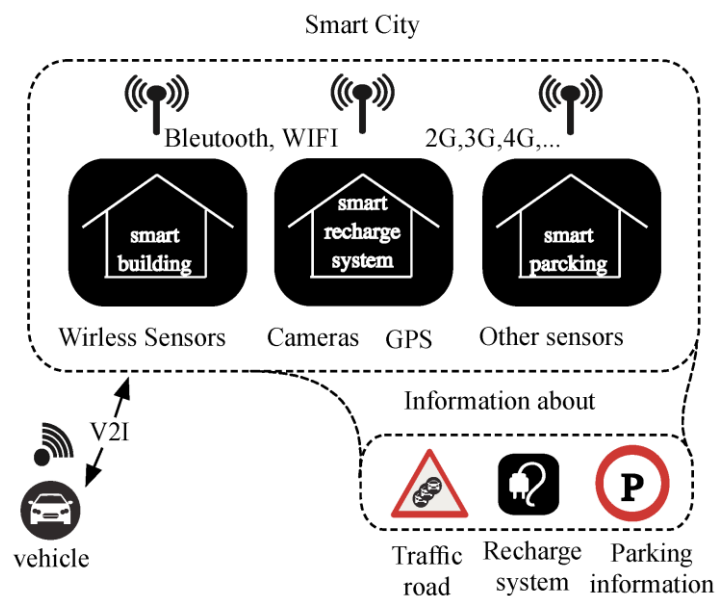 Smart City
Bleutooth, WIFI
2G,3G,4G,...
smart
building
smart
recharge
system
smart
parcking
Wirless Sensors
Cameras
GPS
Other sensors
V2I
vehicle
Information about
P
Traffic
road
Recharge
system
Parking
information